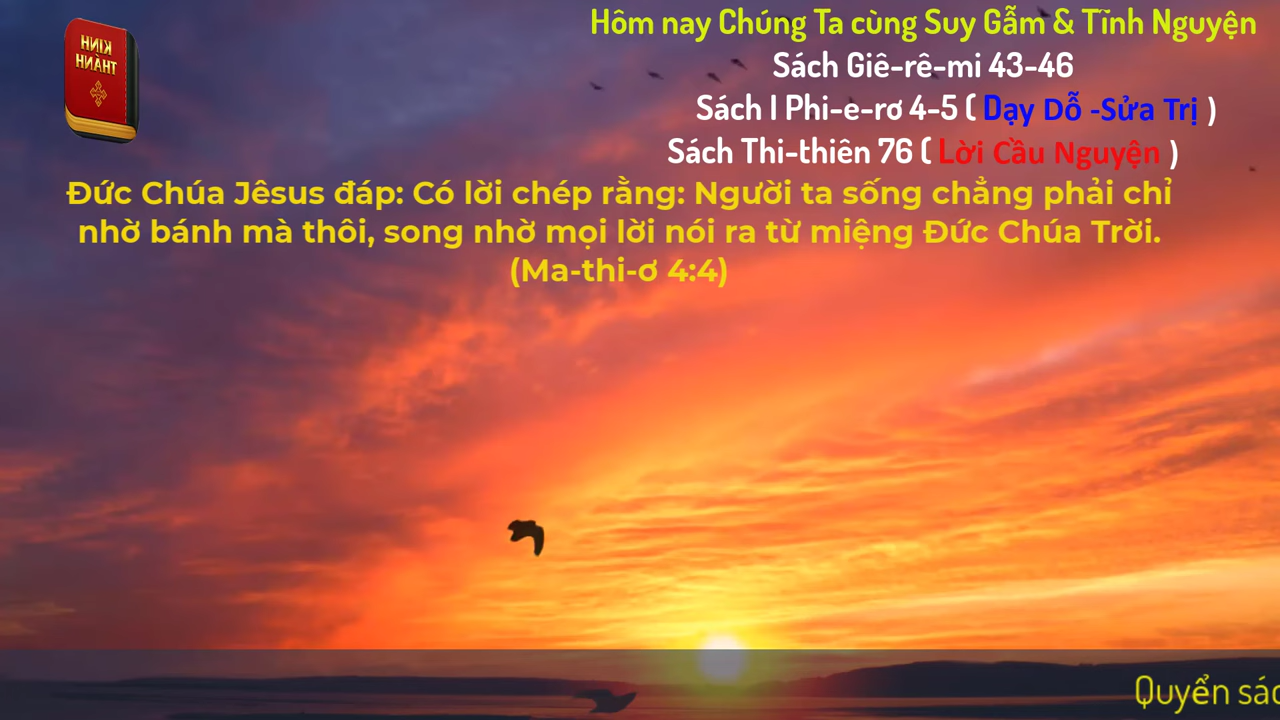 KINH
THÁNH
Hôm nay Chúng Ta cùng Suy Gẫm & Tĩnh Nguyện
Sách Giê-rê-mi 43-46
Sách I Phi-e-rơ 4-5 ( Dạy Dỗ -Sửa Trị )
Sách Thi-thiên 76 ( Lời Cầu Nguyện )
Đức Chúa Jêsus đáp: Có lời chép rằng: Người ta sống chẳng phải chỉ
nhờ bánh mà thôi, song nhờ mọi lời nói ra từ miệng Đức Chúa Trời.
(Ma-thi-ơ 4:4)
Quyển